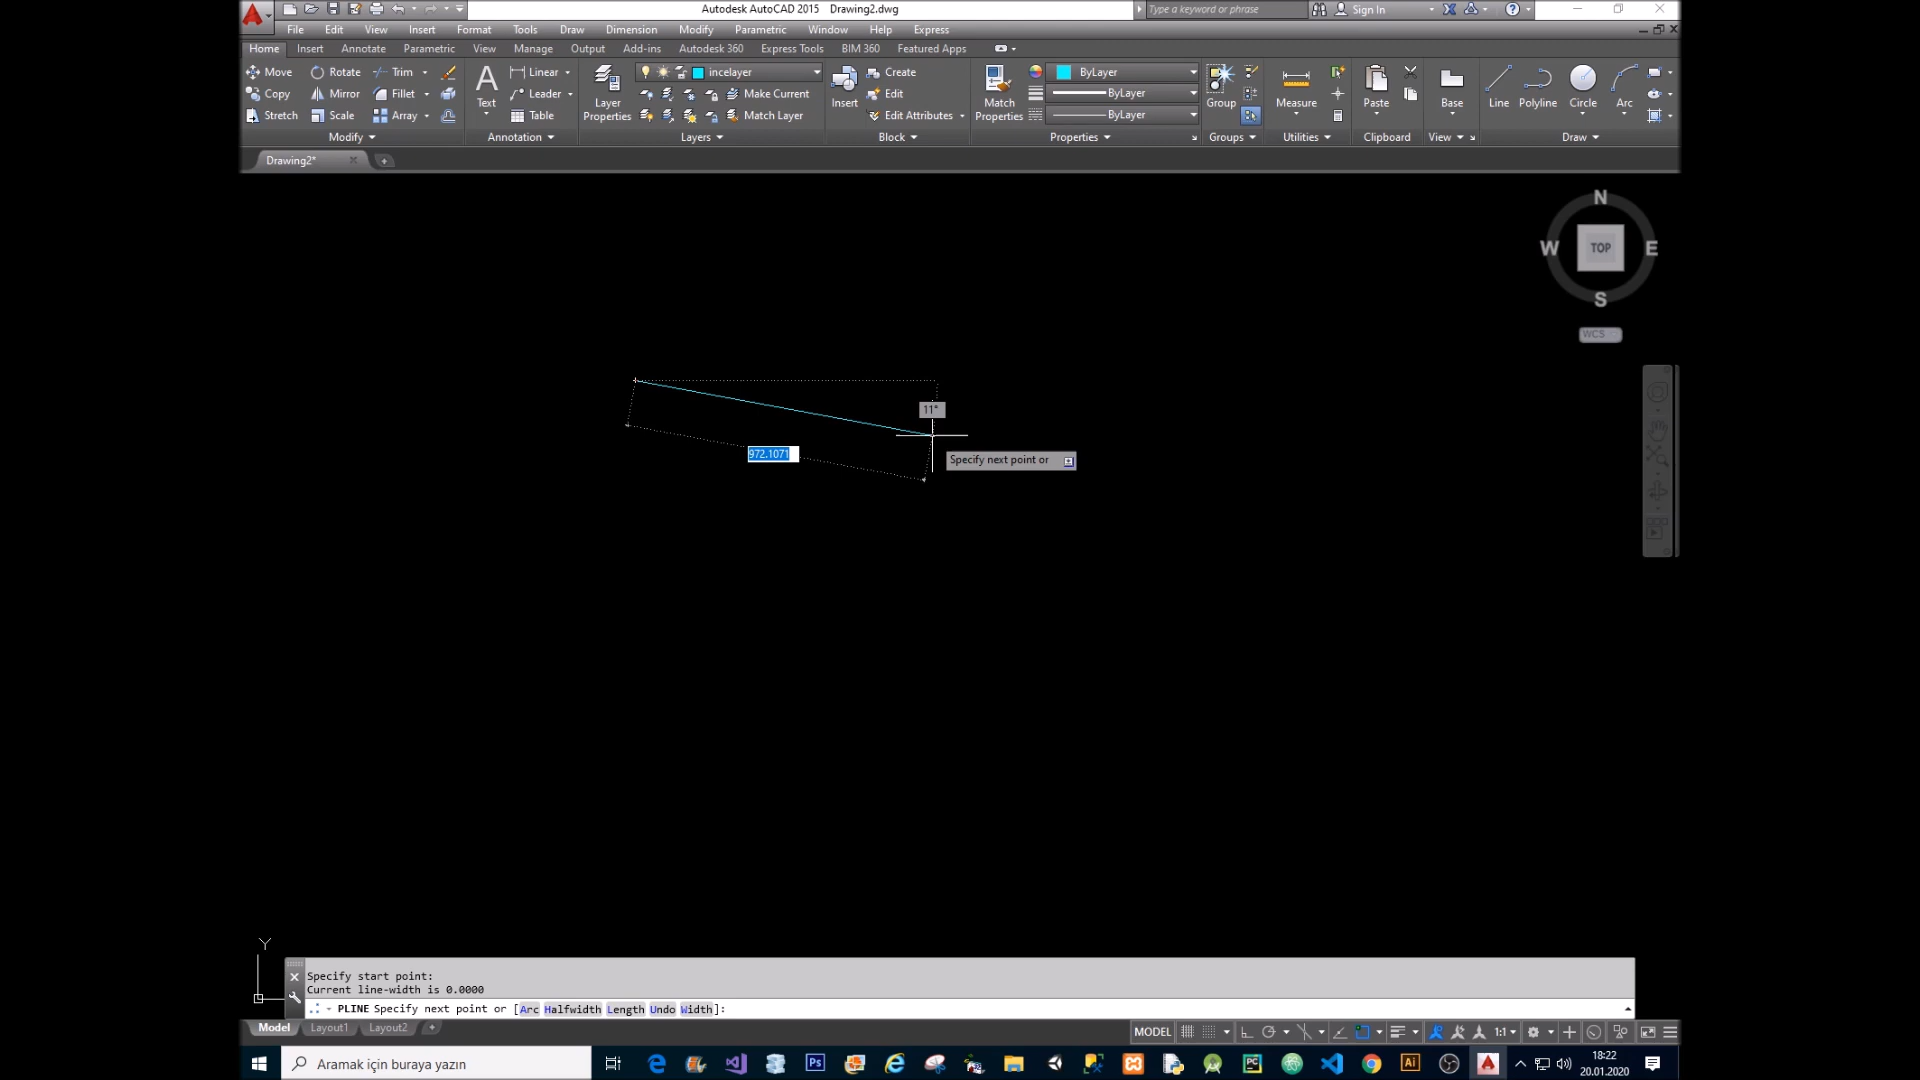 Autodesk AutoCAD 2015 Drawing2.dwg
Type a keyword or phrase
Sign In
File Edit View Insert Format Tools Draw Dimension Modify Parametric Window Help Express
Home Insert Annotate Parametric View Manage Output Add-ins Autodesk 360 Express Tools BIM 360 Featured Apps
Move Rotate Trim
Copy Mirror Fillet
Stretch Scale Array
Modify
Text
Linear
Leader
Table
Annotation
Layer
Properties
incelayer
Make Current
Match Layer
Layers
Insert
Create
Edit
Edit Attributes
Block
Match
Properties
ByLayer
ByLayer
ByLayer
Properties
Group
Groups
Measure
Utilities
Paste
Clipboard
Base
View
Line Polyline Circle Arc
Draw
Drawing2*
N
W TOP E
S
WCS
11°
972.1071
Specify next point or
Y
Specify start point:
Current line-width is 0.0000
PLINE Specify next point or [Arc Halfwidth Length Undo Width]:
Model Layout1 Layout2
MODEL
1:1
Aramak için buraya yazın
Ps
PC
Ai
18:22
20.01.2020